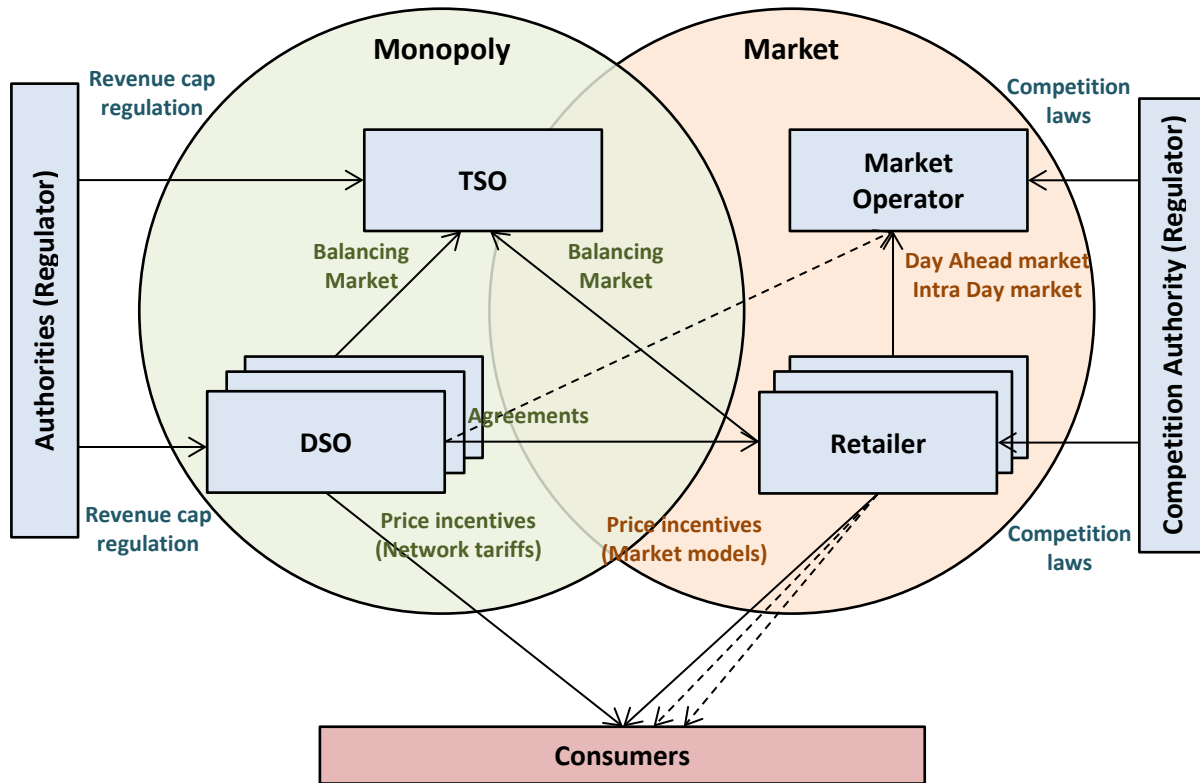 Monopoly
Market
Revenue cap
regulation
Competition
laws
Authorities (Regulator)
TSO
Market
Operator
Competition Authority (Regulator)
Balancing
Market
Balancing
Market
Day Ahead market
Intra Day market
Agreements
DSO
Retailer
Revenue cap
regulation
Price incentives
(Network tariffs)
Price incentives
(Market models)
Competition
laws
Consumers